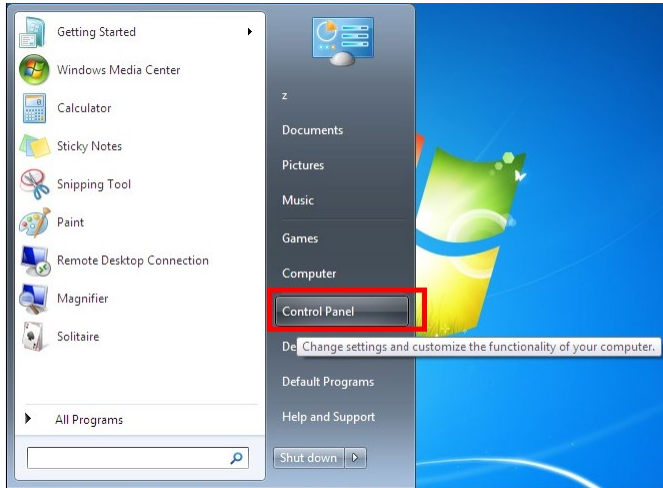 Getting Started
Windows Media Center
Calculator
Sticky Notes
Snipping Tool
Paint
Remote Desktop Connection
Magnifier
Solitaire
All Programs
z
Documents
Pictures
Music
Games
Computer
Control Panel
De
Change settings and customize the functionality of your computer.
Default Programs
Help and Support
Shut down